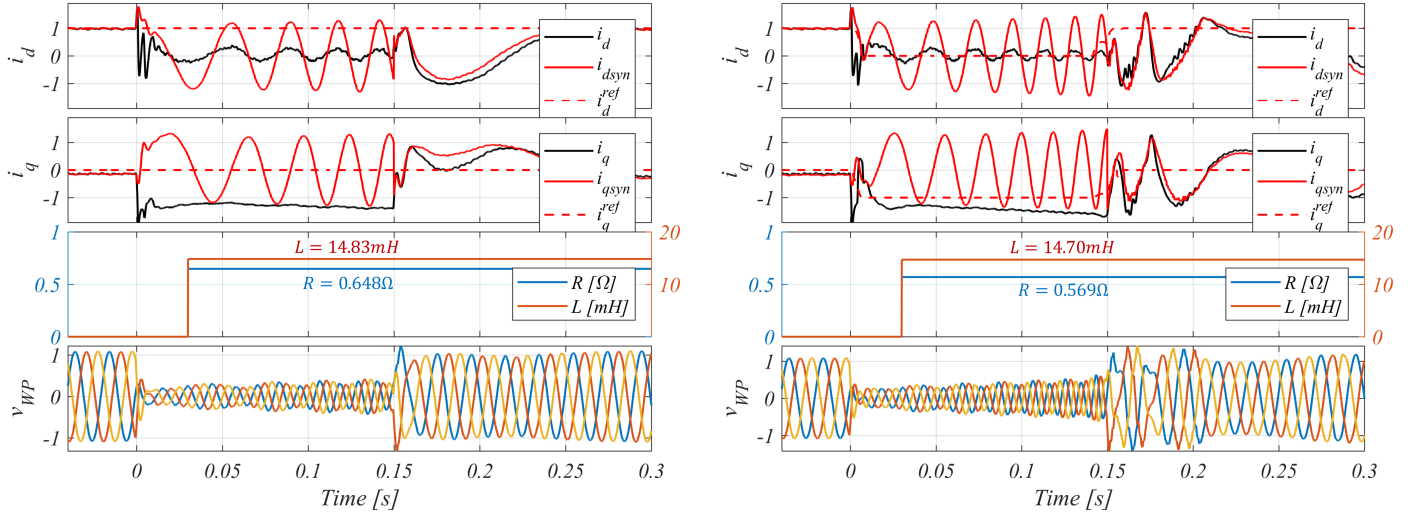 i_d
1
0
-1
i_d
i_dsyn
i_d^ref
i_q
1
0
-1
i_q
i_qsyn
i_q^ref
1
0.5
0
L = 14.83mH
R = 0.648Ω
R [Ω]
L [mH]
20
10
0
v_WP
1
0
-1
0
0.05
0.1
0.15
0.2
0.25
0.3
Time [s]
i_d
1
0
-1
i_d
i_dsyn
i_d^ref
i_q
1
0
-1
i_q
i_qsyn
i_q^ref
1
0.5
0
L = 14.70mH
R = 0.569Ω
R [Ω]
L [mH]
20
10
0
v_WP
1
0
-1
0
0.05
0.1
0.15
0.2
0.25
0.3
Time [s]